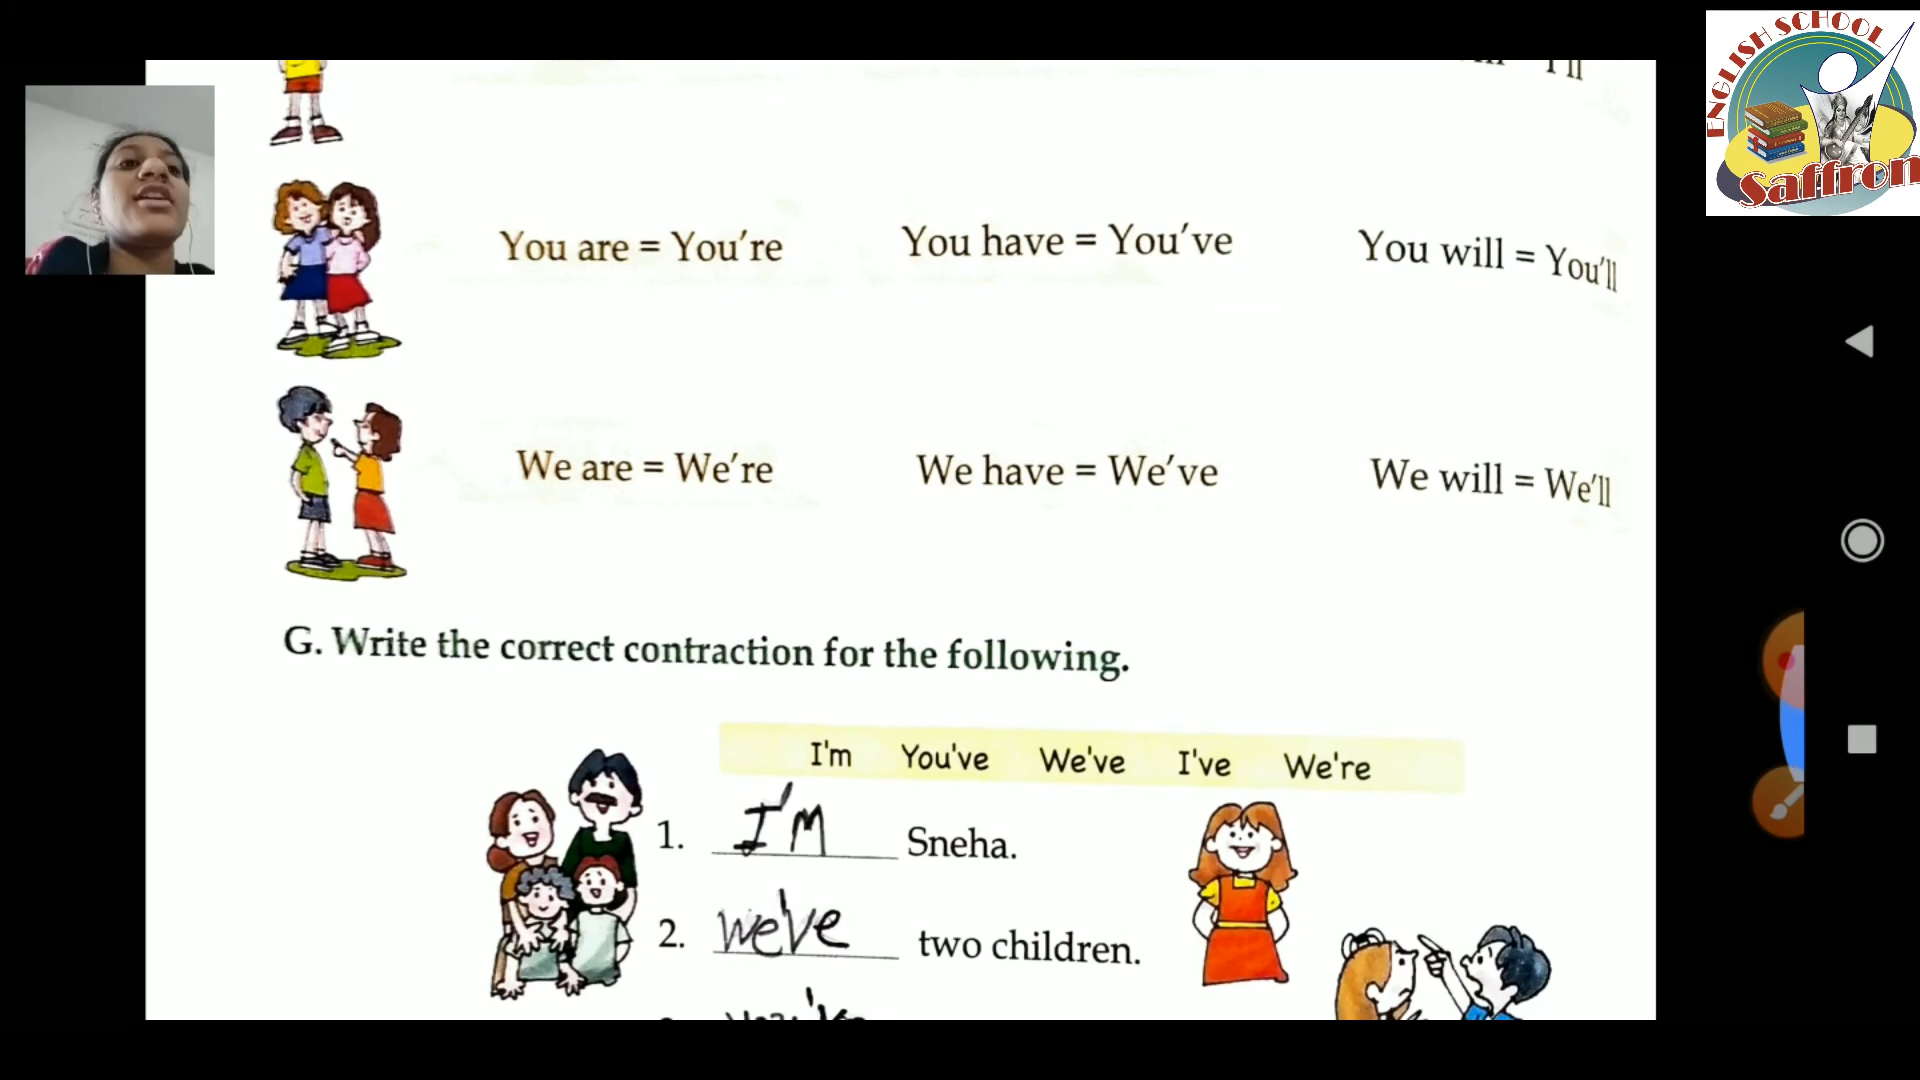 ENGLISH SCHOOL
Saffron
I'll
You are = You're You have = You've You will = You'll
We are = We're We have = We've We will = We'll
G. Write the correct contraction for the following.
I'm You've We've I've We're
1. I'M Sneha.
2. we've two children.